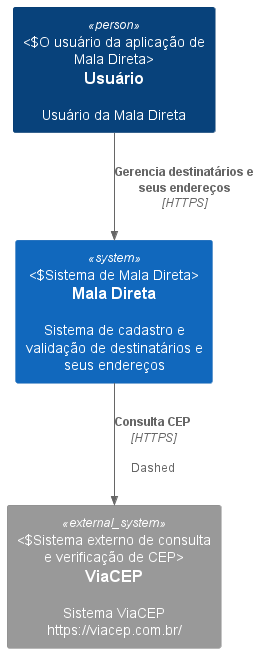 «person»
<$O usuário da aplicação de
Mala Direta>
Usuário
Usuário da Mala Direta
Gerencia destinatários e
seus endereços
[HTTPS]
«system»
<$Sistema de Mala Direta>
Mala Direta
Sistema de cadastro e
validação de destinatários e
seus endereços
Consulta CEP
[HTTPS]
Dashed
«external_system»
<$Sistema externo de consulta
e verificação de CEP>
ViaCEP
Sistema ViaCEP
https://viacep.com.br/